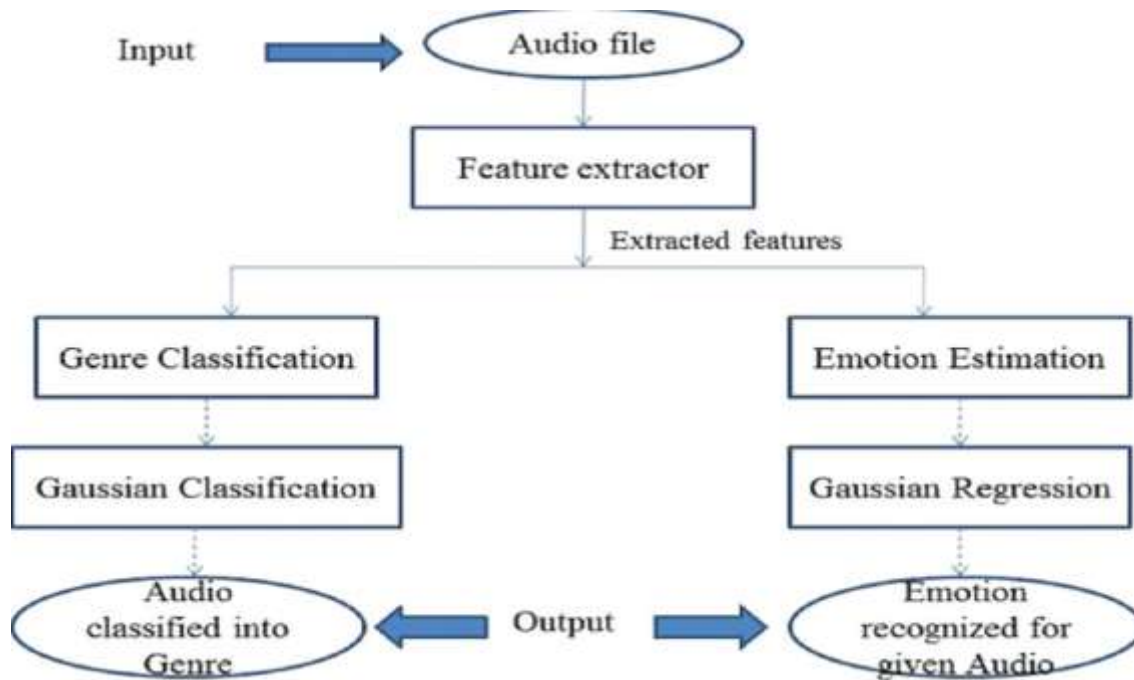 Input
Audio file
Feature extractor
Extracted features
Genre Classification
Emotion Estimation
Gaussian Classification
Gaussian Regression
Audio
classified into
Genre
Output
Emotion
recognized for
given Audio